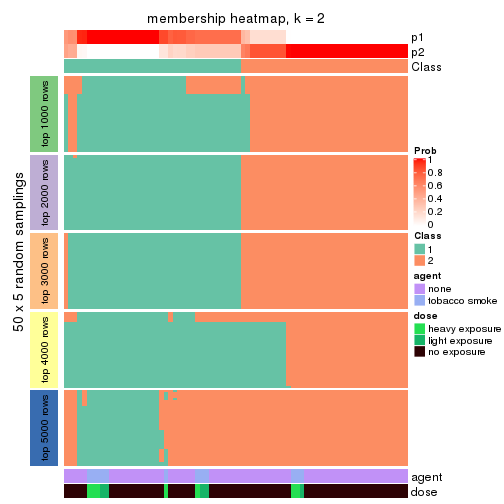 membership heatmap, k = 2
p1
p2
Class
50 x 5 random samplings
top 1000 rows
top 2000 rows
top 3000 rows
top 4000 rows
top 5000 rows
Prob
1
0.8
0.6
0.4
0.2
0
Class
1
2
agent
none
tobacco smoke
dose
heavy exposure
light exposure
no exposure
agent
dose